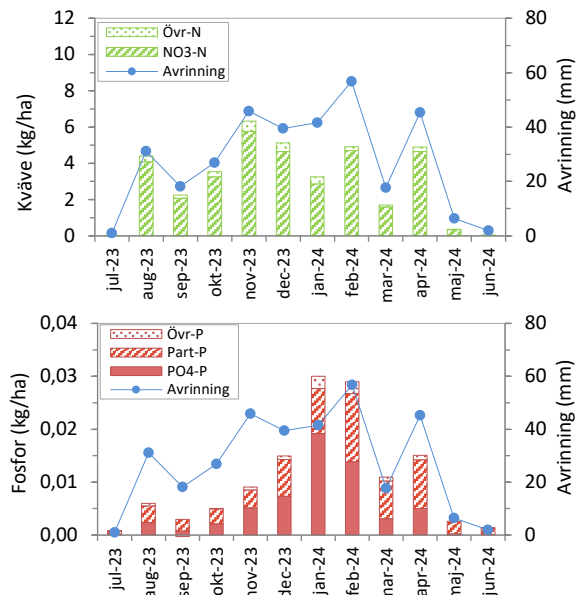 12
10
8
6
4
2
0
Kväve (kg/ha)
Övr-N
NO3-N
Avrinning
80
60
40
20
0
Avrinning (mm)
jul-23
aug-23
sep-23
okt-23
nov-23
dec-23
jan-24
feb-24
mar-24
apr-24
maj-24
jun-24
0,04
0,03
0,02
0,01
0,00
Fosfor (kg/ha)
Övr-P
Part-P
PO4-P
Avrinning
80
60
40
20
0
Avrinning (mm)
jul-23
aug-23
sep-23
okt-23
nov-23
dec-23
jan-24
feb-24
mar-24
apr-24
maj-24
jun-24